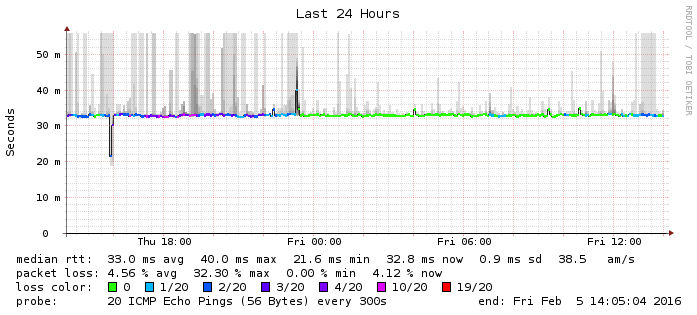 Last 24 Hours
RRDTOOL / TOBI OETIKER
Seconds
50 m
40 m
30 m
20 m
10 m
0
Thu 18:00 Fri 00:00 Fri 06:00 Fri 12:00
median rtt: 33.0 ms avg 40.0 ms max 21.6 ms min 32.8 ms now 0.9 ms sd 38.5 am/s
packet loss: 4.56 % avg 32.30 % max 0.00 % min 4.12 % now
loss color: 0 1/20 2/20 3/20 4/20 10/20 19/20
probe: 20 ICMP Echo Pings (56 Bytes) every 300s end: Fri Feb 5 14:05:04 2016